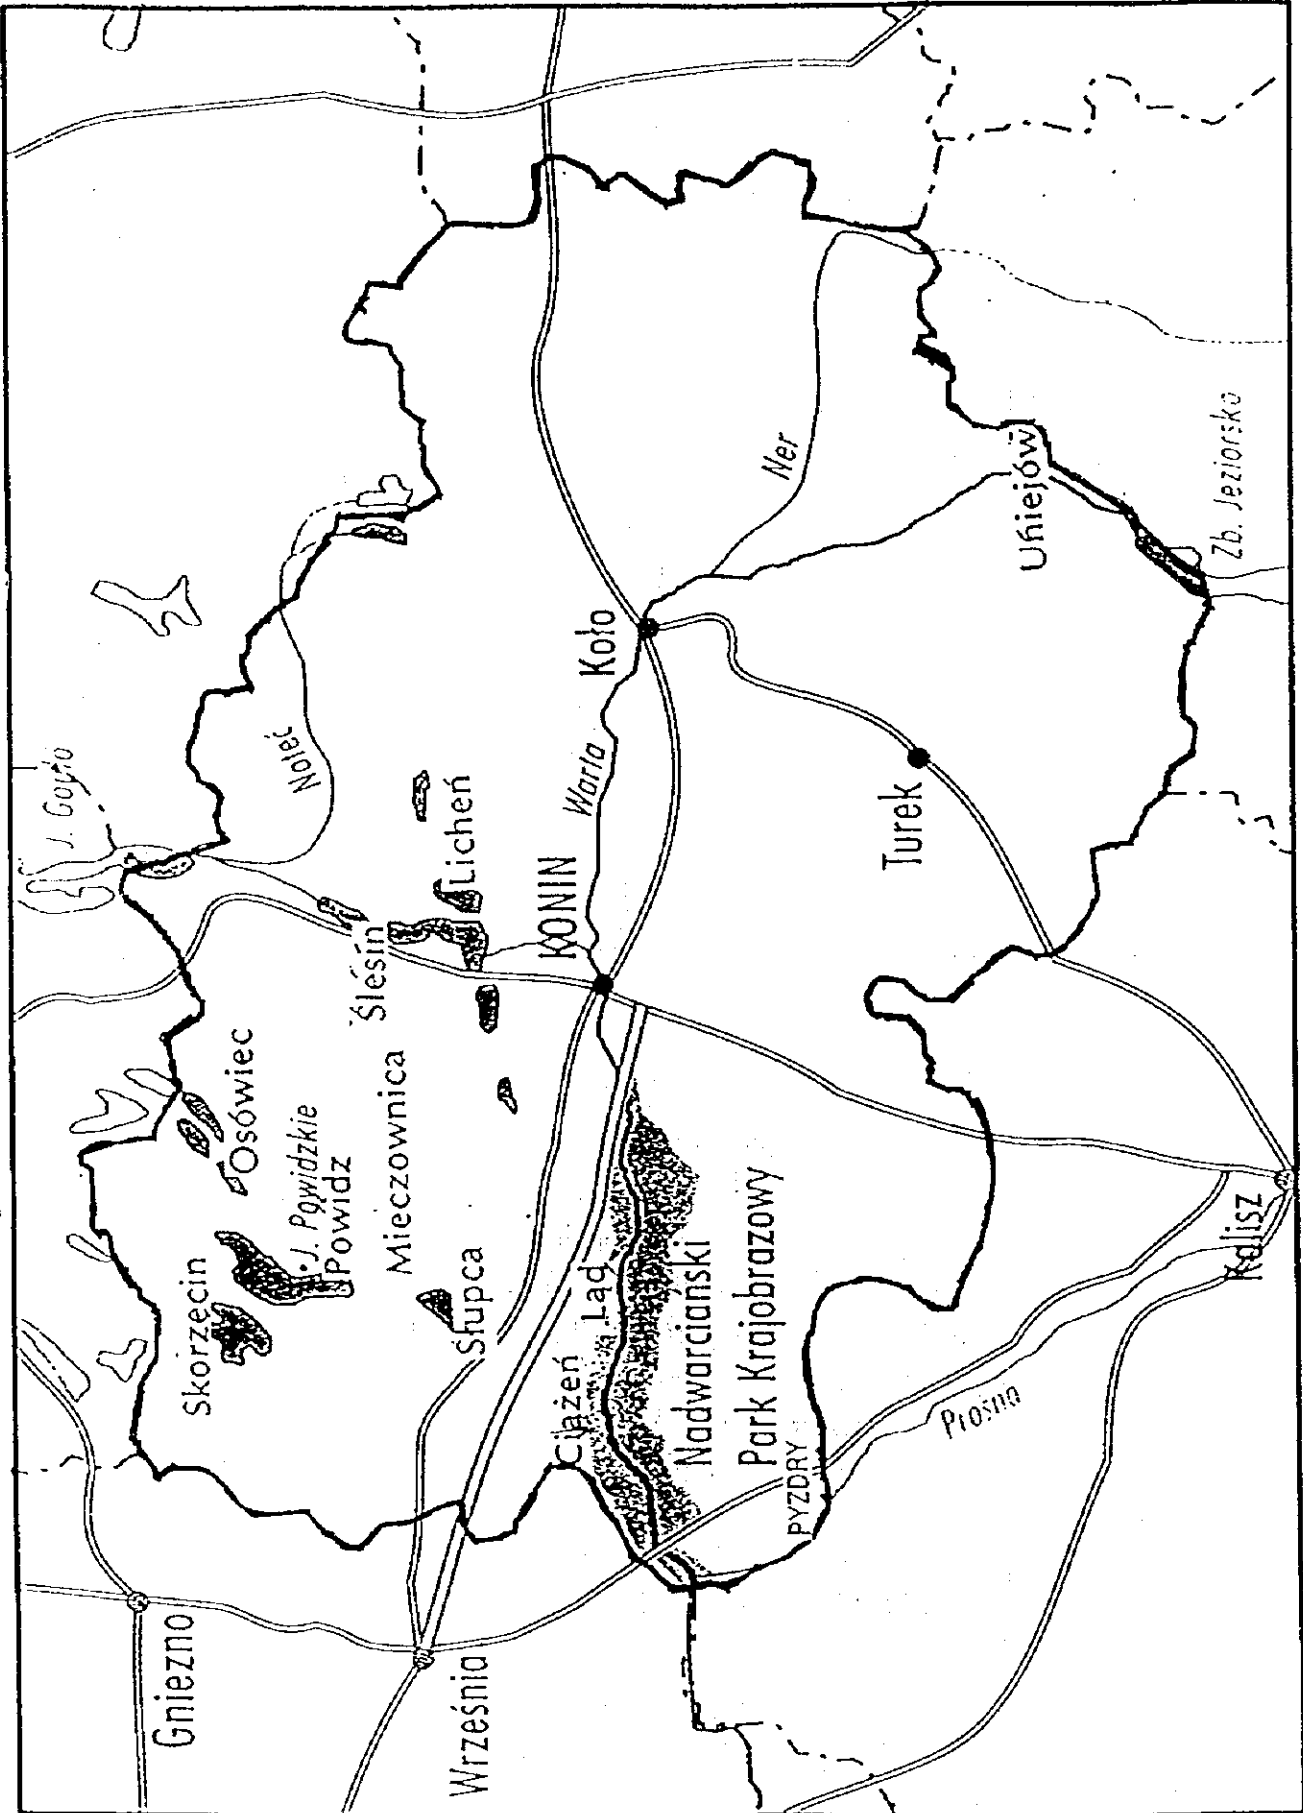 Gniezno
Września
Skorzęcin
Osówiec
J. Powidzkie
Powidz
Mieczownica
Słupca
Ślesin
Licheń
J. Gopło
Noteć
KONIN
Warta
Koło
Ner
Uniejów
Zb. Jeziorsko
Turek
Ciążeń
Ląd
Nadwarciański
Park Krajobrazowy
PYZDRY
Prosna
Kalisz